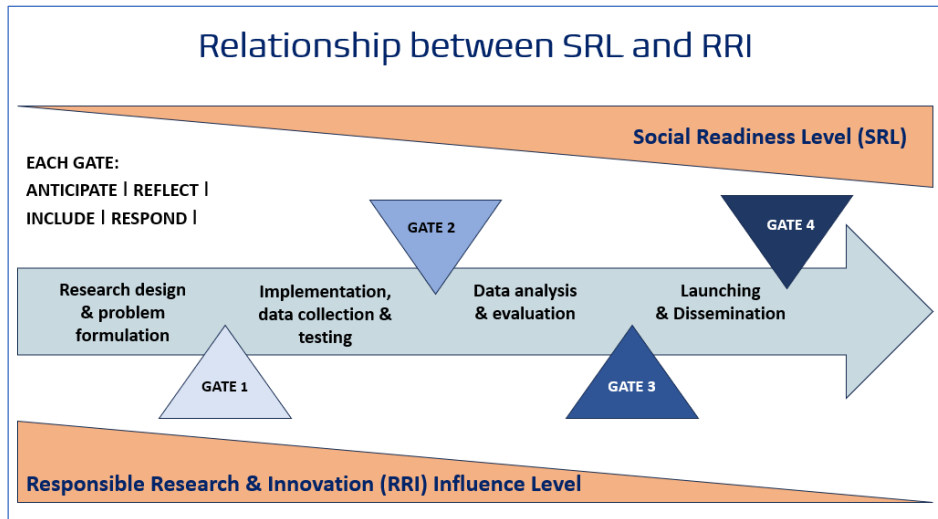 Relationship between SRL and RRI
Social Readiness Level (SRL)
EACH GATE:
ANTICIPATE | REFLECT |
INCLUDE | RESPOND |
GATE 2
GATE 4
Research design
& problem
formulation
Implementation,
data collection &
testing
Data analysis
& evaluation
Launching
& Dissemination
GATE 1
GATE 3
Responsible Research & Innovation (RRI) Influence Level